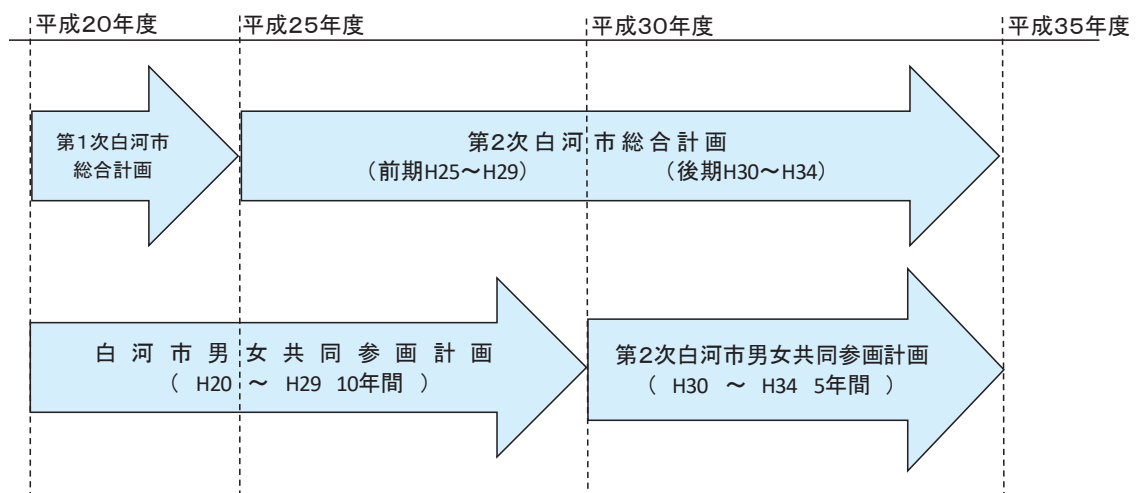 平成20年度
平成25年度
平成30年度
平成35年度
第1次白河市
総合計画
第2次白河市総合計画
（前期H25～H29）
（後期H30～H34）
白河市男女共同参画計画
（ H20 ～ H29 10年間 ）
第2次白河市男女共同参画計画
（ H30 ～ H34 5年間 ）